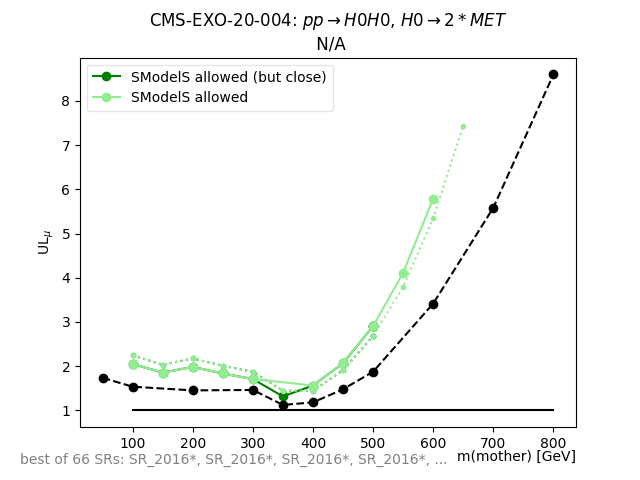 CMS-EXO-20-004: pp → H0H0, H0 → 2 * MET
N/A
SModelS allowed (but close)
SModelS allowed
ULμ
8
7
6
5
4
3
2
1
100 200 300 400 500 600 700 800
m(mother) [GeV]
best of 66 SRs: SR_2016*, SR_2016*, SR_2016*, SR_2016*, ...